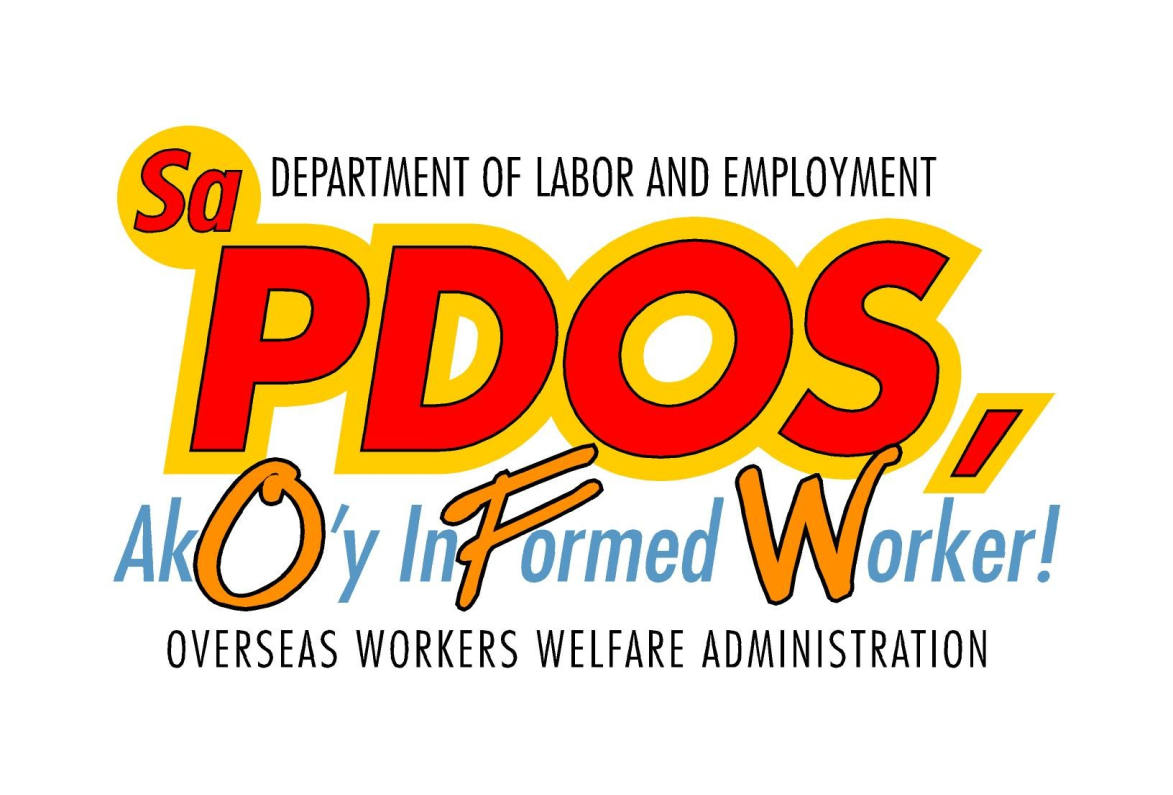 Sa DEPARTMENT OF LABOR AND EMPLOYMENT
PDOS,
AkO'y InFormed Worker!
OVERSEAS WORKERS WELFARE ADMINISTRATION